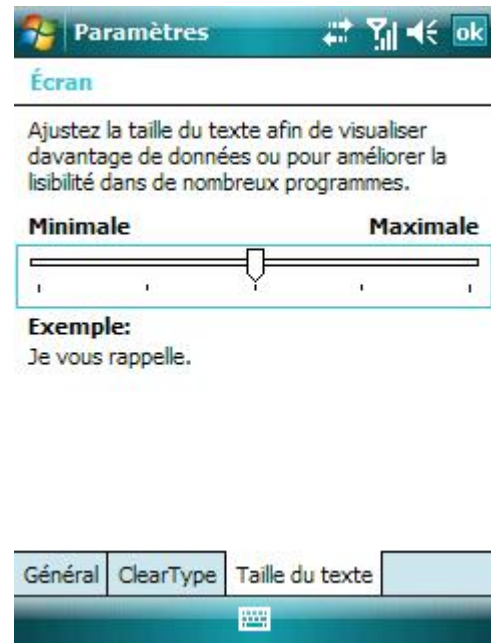 Paramètres ok
Écran
Ajustez la taille du texte afin de visualiser
davantage de données ou pour améliorer la
lisibilité dans de nombreux programmes.
Minimale Maximale
Exemple:
Je vous rappelle.
Général ClearType Taille du texte